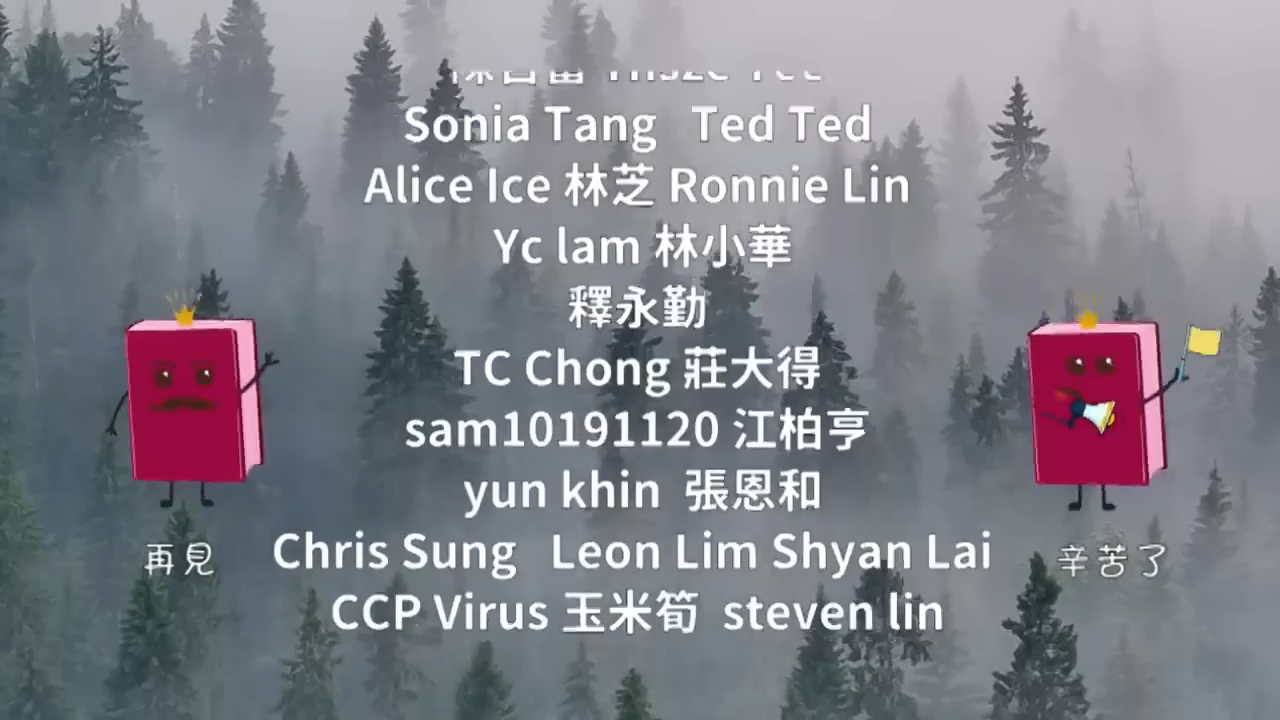 Sonia Tang Ted Ted
Alice Ice 林芝 Ronnie Lin
Yc lam 林小華
釋永勤
TC Chong 莊大得
sam10191120 江柏亨
yun khin 張恩和
再見
Chris Sung Leon Lim Shyan Lai
辛苦了
CCP Virus 玉米筍 steven lin